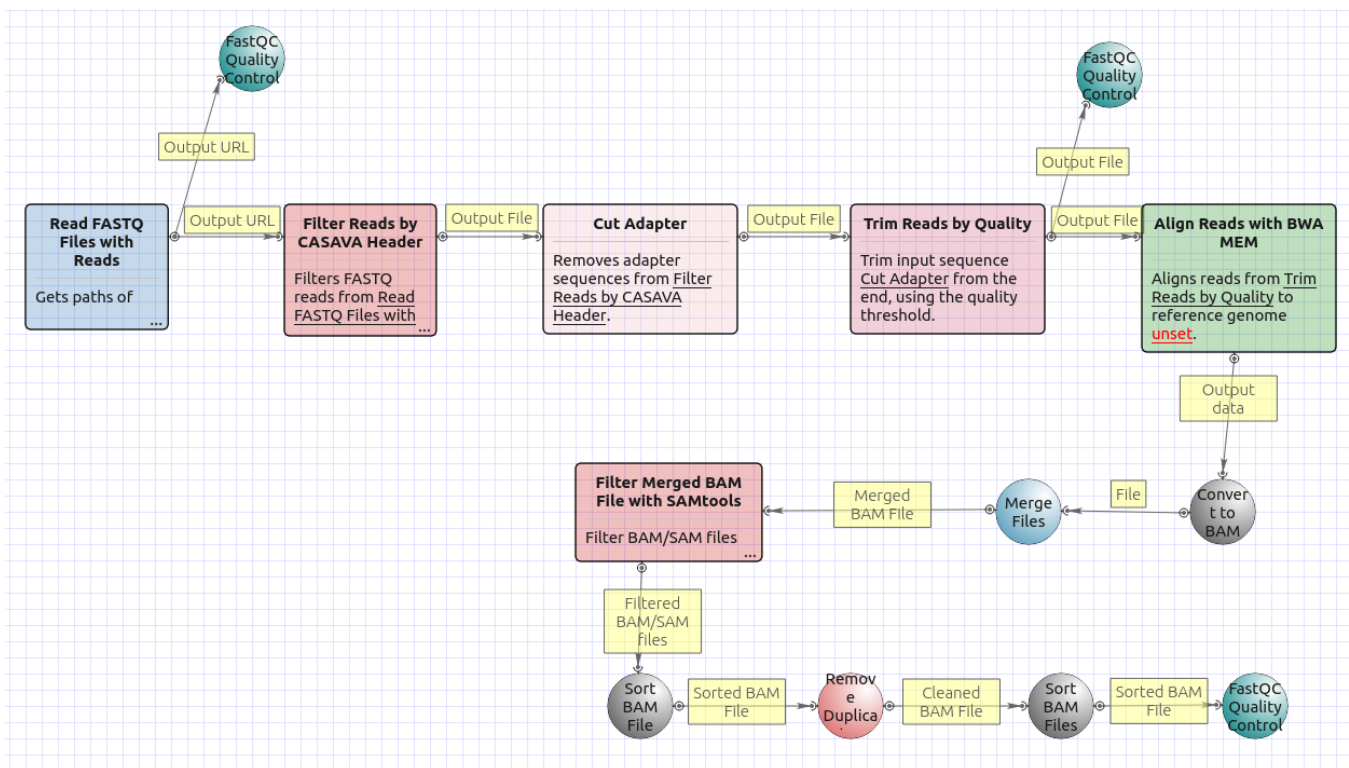 FastQC
Quality
Control
FastQC
Quality
Control
Output URL
Output File
Read FASTQ
Files with
Reads
Gets paths of
...
Output URL
Filter Reads by
CASAVA Header
Filters FASTQ
reads from Read
FASTQ Files with
...
Output File
Cut Adapter
Removes adapter
sequences from Filter
Reads by CASAVA
Header.
Output File
Trim Reads by Quality
Trim input sequence
Cut Adapter from the
end, using the quality
threshold.
Output File
Align Reads with BWA
MEM
Aligns reads from Trim
Reads by Quality to
reference genome
unset.
Output
data
Conver
t to
BAM
File
Merge
Files
Merged
BAM File
Filter Merged BAM
File with SAMtools
Filter BAM/SAM files
...
Filtered
BAM/SAM
files
Sort
BAM
File
Sorted BAM
File
Remov
e
Duplica
Cleaned
BAM File
Sort
BAM
Files
Sorted BAM
File
FastQC
Quality
Control